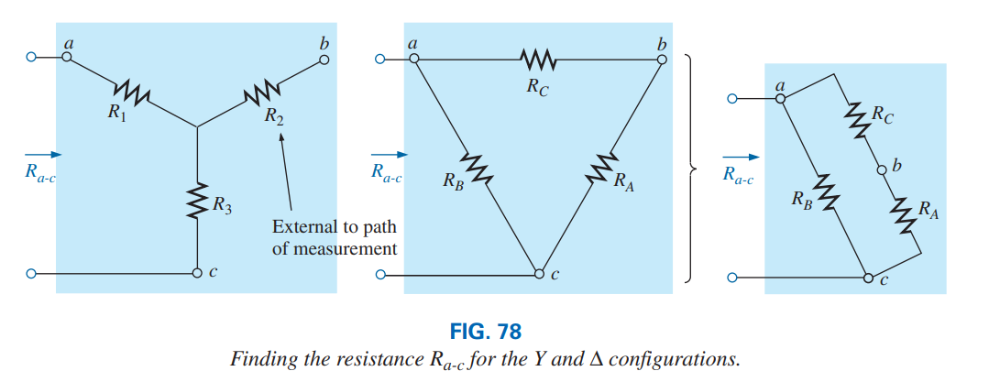 a
b
R1
R2
Ra-c
R3
External to path
of measurement
c
a
b
RC
Ra-c
RB
RA
c
a
RC
b
Ra-c
RB
RA
c
FIG. 78
Finding the resistance Ra-c for the Y and Δ configurations.